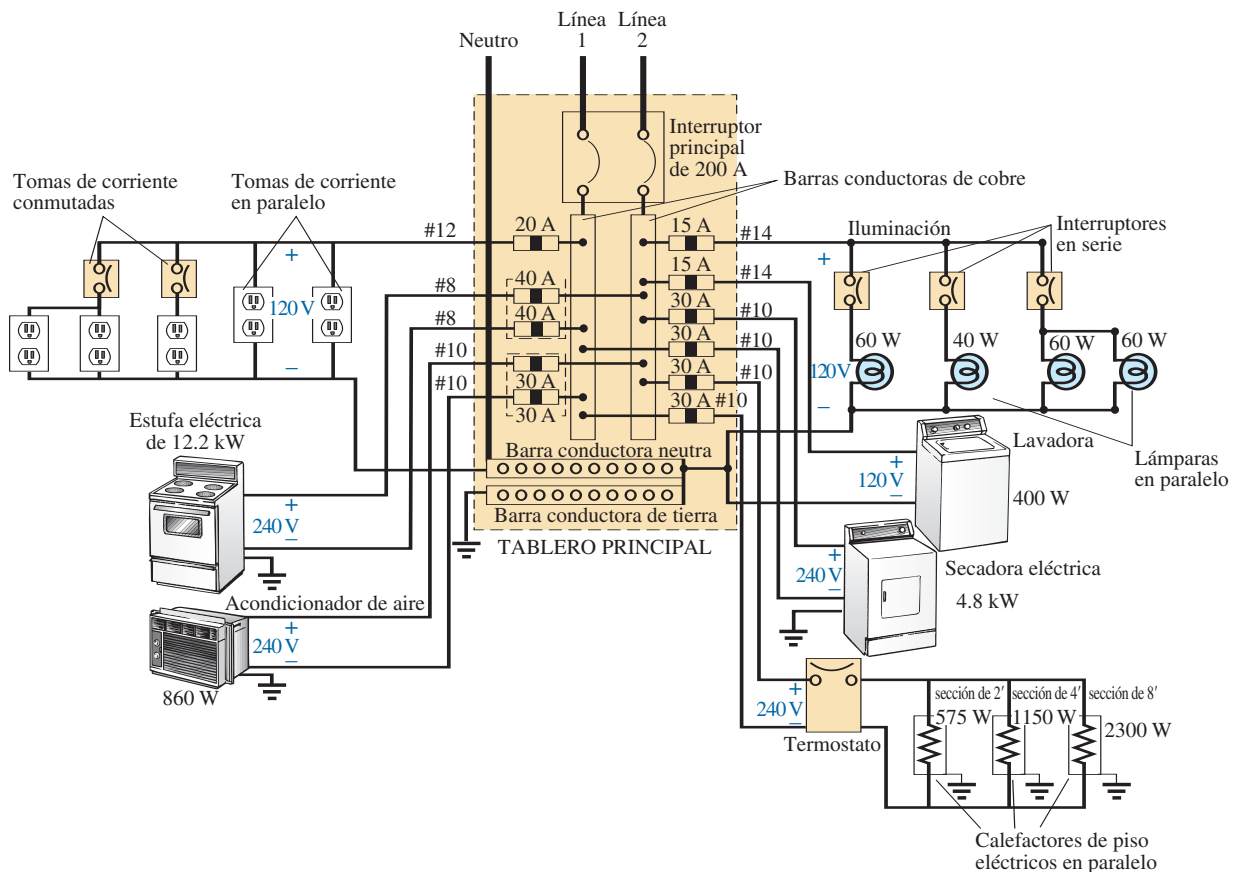 Línea Línea
Neutro 1 2
Interruptor
principal
de 200 A
Barras conductoras de cobre
Tomas de corriente
conmutadas
Tomas de corriente
en paralelo
#12
20 A
15 A
#14
Iluminación
Interruptores
en serie
+
120 V
–
#8
40 A
#8
40 A
#10
30 A
#10
30 A
15 A
#14
30 A
#10
30 A
#10
30 A
#10
30 A
#10
+
120V
–
60 W
40 W
60 W
60 W
Lámparas
en paralelo
Barra conductora neutra
Barra conductora de tierra
TABLERO PRINCIPAL
Estufa eléctrica
de 12.2 kW
+
240 V
–
Acondicionador de aire
+
240 V
–
860 W
Lavadora
+
120 V
–
400 W
Secadora eléctrica
4.8 kW
+
240 V
–
+
240 V
–
Termostato
sección de 2′
575 W
sección de 4′
1150 W
sección de 8′
2300 W
Calefactores de piso
eléctricos en paralelo